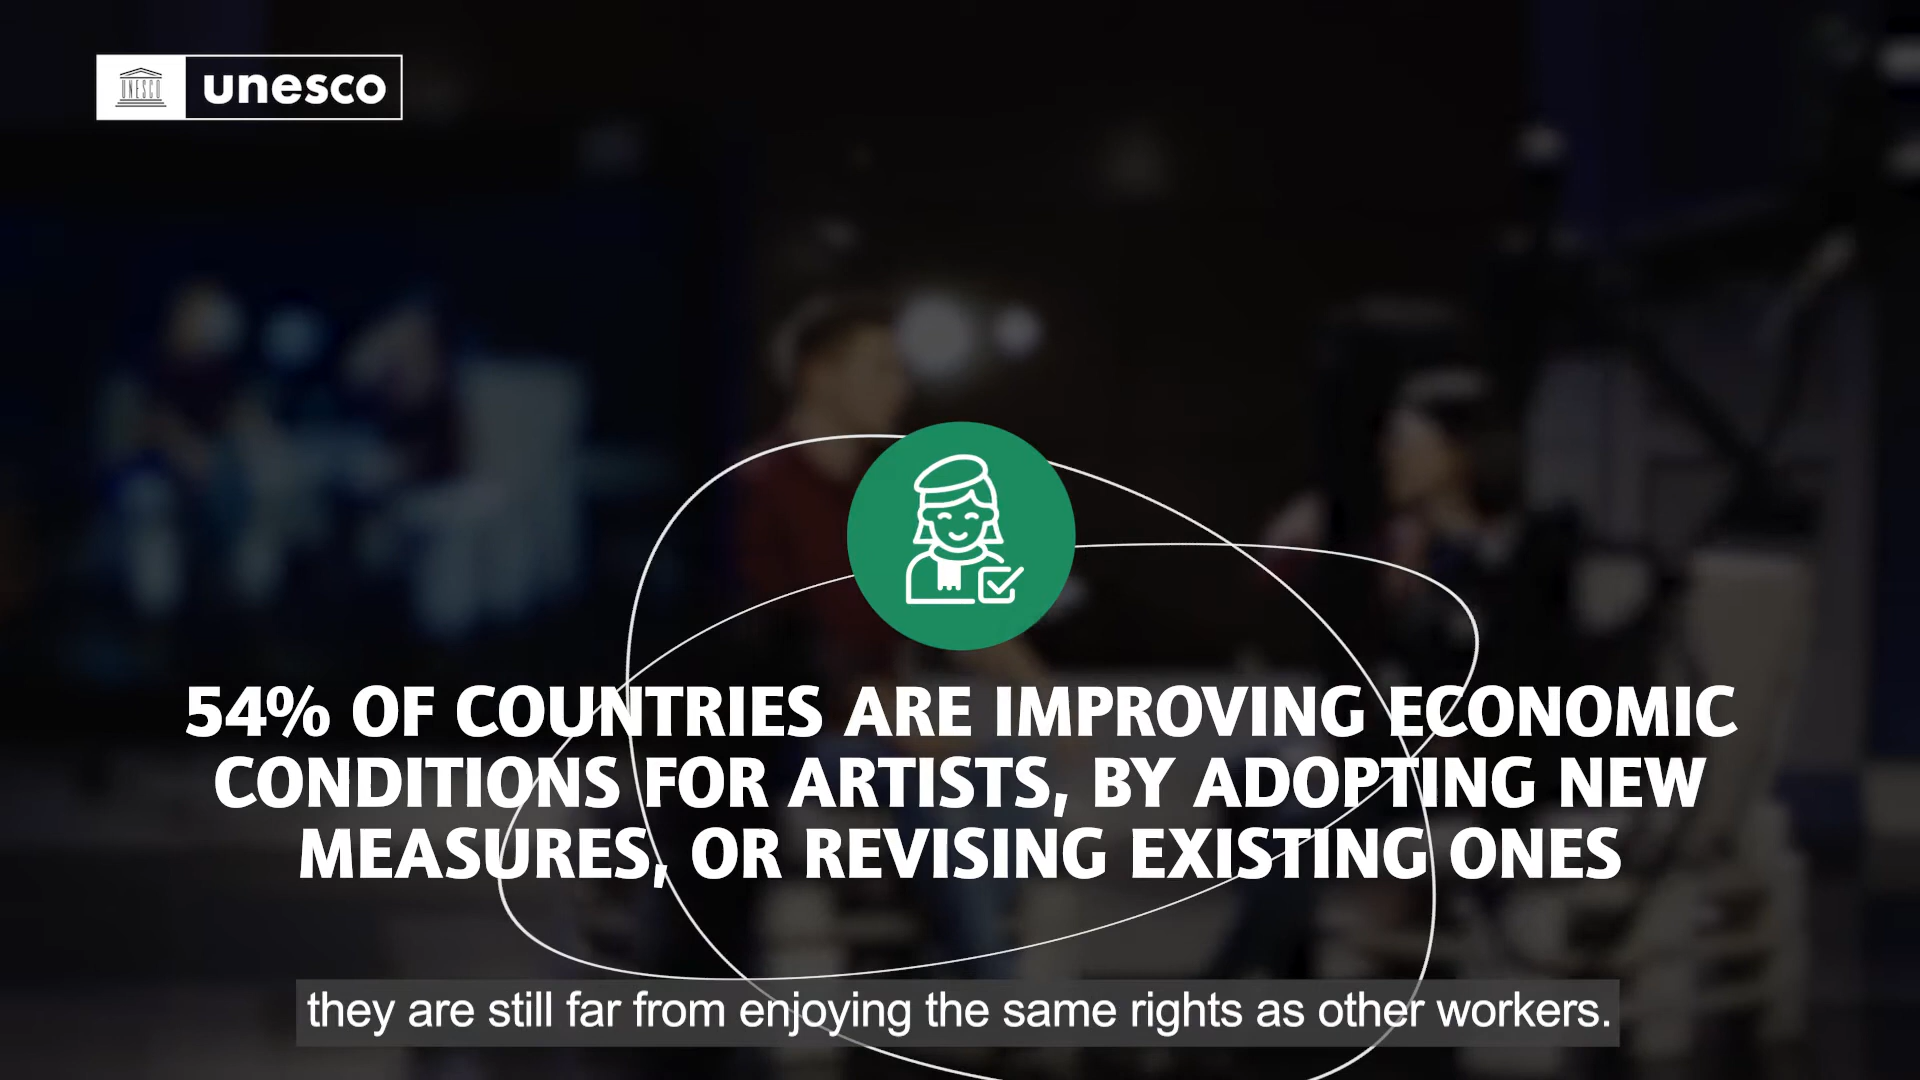 UNESCO
unesco
54% OF COUNTRIES ARE IMPROVING ECONOMIC
CONDITIONS FOR ARTISTS, BY ADOPTING NEW
MEASURES, OR REVISING EXISTING ONES
they are still far from enjoying the same rights as other workers.